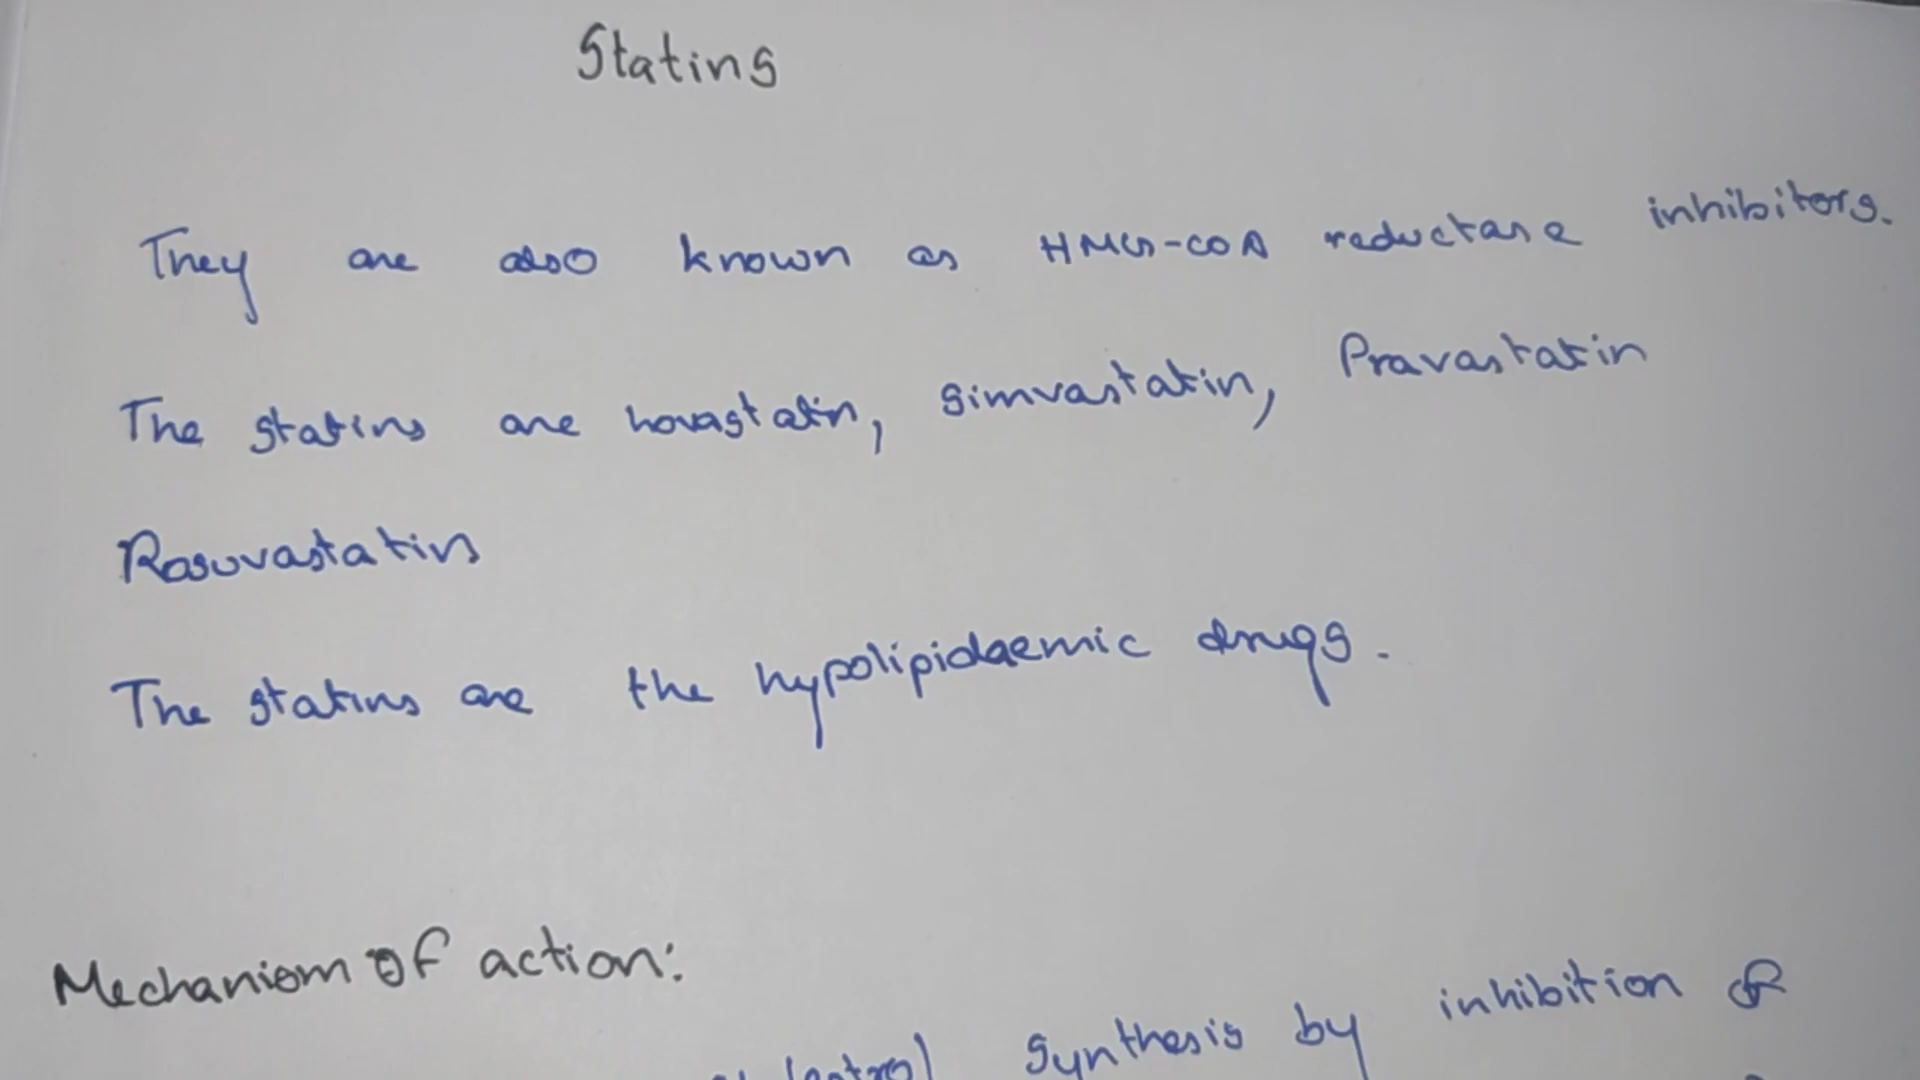 Statins
They are also known as HMG-COA reductase inhibitors.
The statins are lovastatin, simvastatin, Pravastatin
Rosuvastatin
The statins are the hypolipidaemic drugs.
Mechanism of action:
synthesis by inhibition of